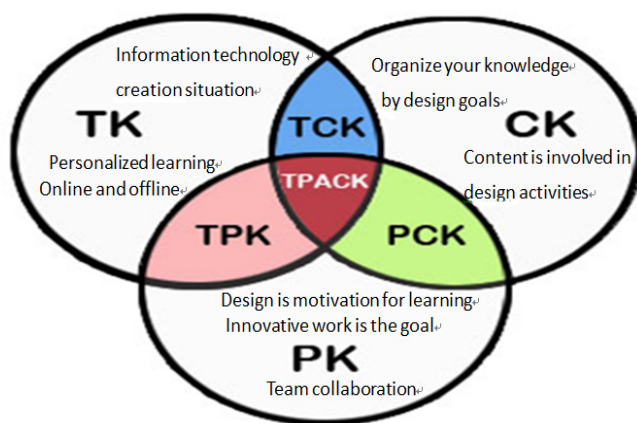 Information technology
creation situation
TK
Personalized learning
Online and offline
Organize your knowledge
by design goals
CK
Content is involved in
design activities
TCK
TPACK
TPK
PCK
Design is motivation for learning
Innovative work is the goal
PK
Team collaboration